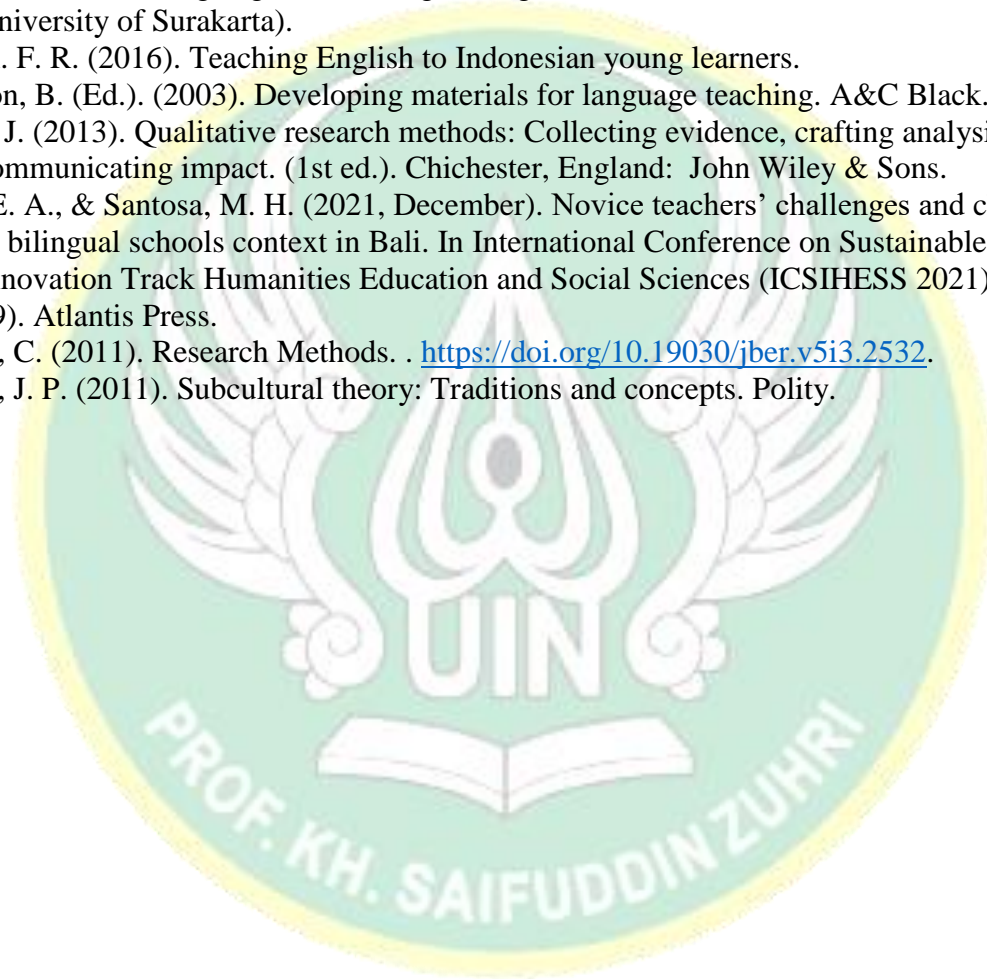 niversity of Surakarta).
. F. R. (2016). Teaching English to Indonesian young learners.
on, B. (Ed.). (2003). Developing materials for language teaching. A&C Black.
J. (2013). Qualitative research methods: Collecting evidence, crafting analysi
ommunicating impact. (1st ed.). Chichester, England: John Wiley & Sons.
E. A., & Santosa, M. H. (2021, December). Novice teachers’ challenges and c
bilingual schools context in Bali. In International Conference on Sustainable
novation Track Humanities Education and Social Sciences (ICSIHESS 2021)
9). Atlantis Press.
, C. (2011). Research Methods. . https://doi.org/10.19030/jber.v5i3.2532.
, J. P. (2011). Subcultural theory: Traditions and concepts. Polity.
UIN
PROF. KH. SAIFUDDIN ZUHRI